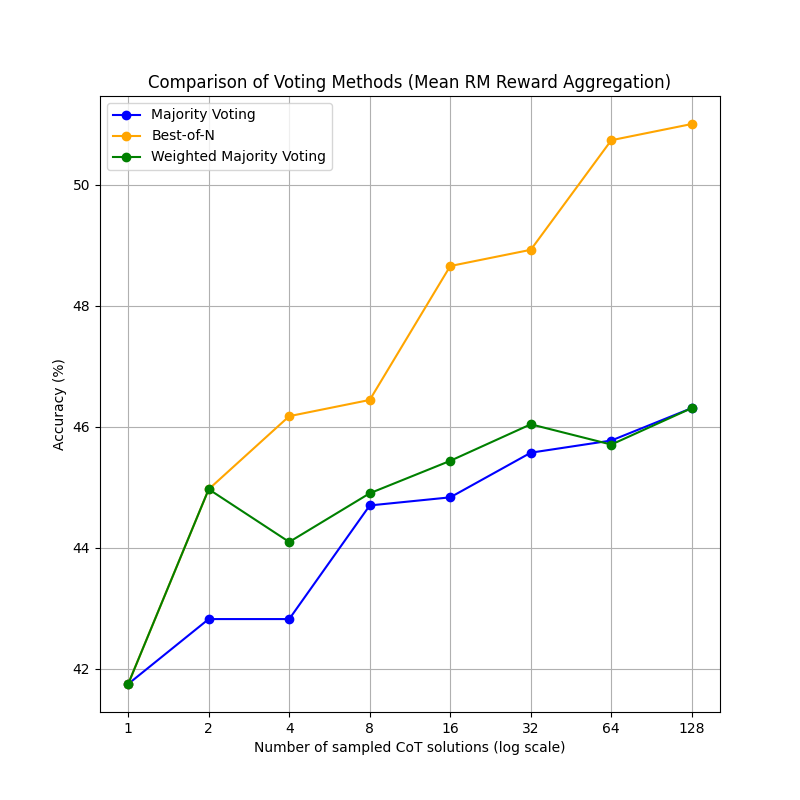 Comparison of Voting Methods (Mean RM Reward Aggregation)
Majority Voting
Best-of-N
Weighted Majority Voting
Accuracy (%)
50
48
46
44
42
1 2 4 8 16 32 64 128
Number of sampled CoT solutions (log scale)